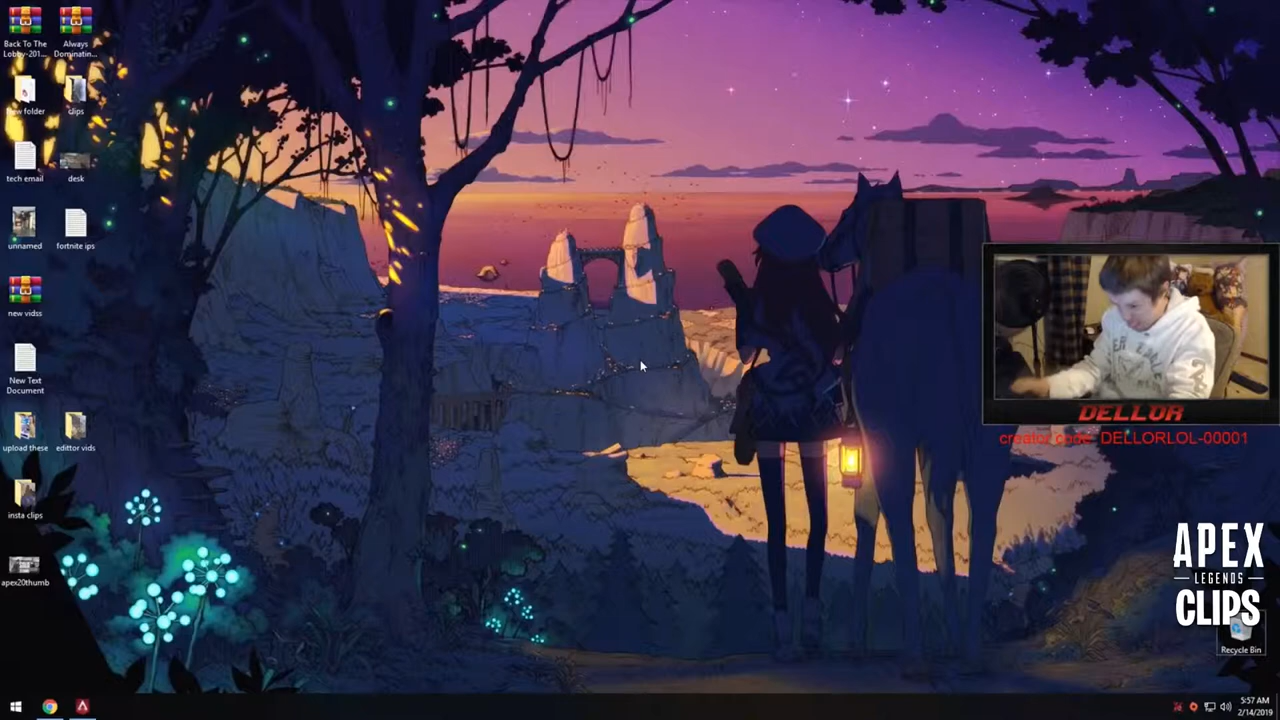 Back To The
Lobby-201...
Always
Dominatin...
New folder
clips
tech email
desk
unnamed
fortnite ips
new vidss
New Text
Document
upload these
edittor vids
insta clips
apex20thumb
DELLOR
creator code: DELLORLOL-00001
APEX
LEGENDS
CLIPS
Recycle Bin
5:57 AM
2/14/2019